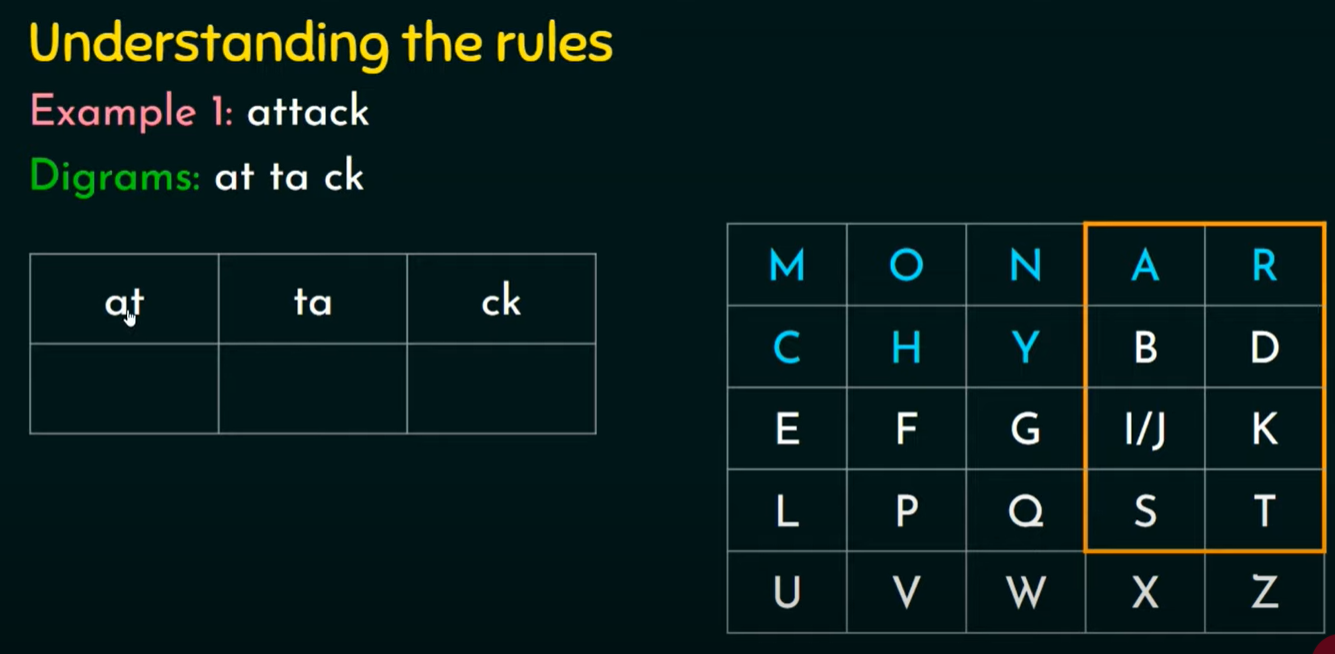 Understanding the rules
Example 1: attack
Digrams: at ta ck
at ta ck
M O N A R
C H Y B D
E F G I/J K
L P Q S T
U V W X Z